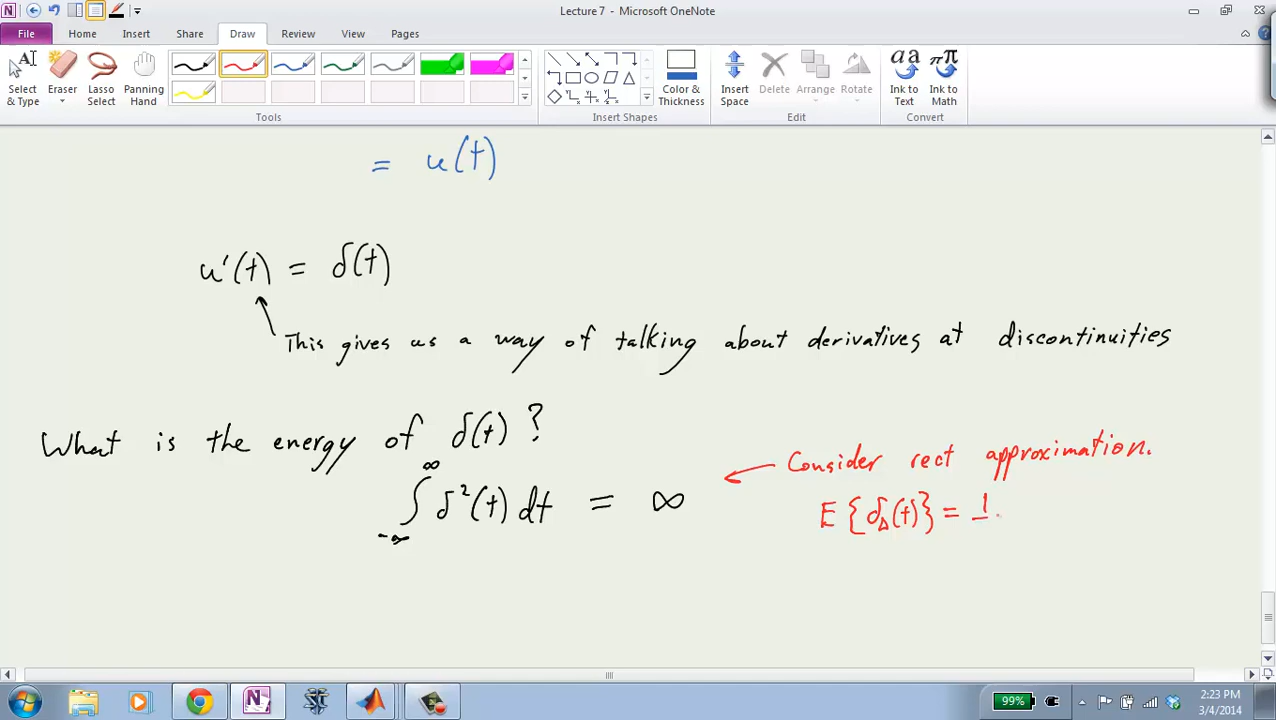 Lecture 7 - Microsoft OneNote
File Home Insert Share Draw Review View Pages
Select & Type
Eraser
Lasso Select
Panning Hand
Color & Thickness
Insert Space
Delete
Arrange
Rotate
Ink to Text
Ink to Math
Tools
Insert Shapes
Edit
Convert
= u(t)
u'(t) = δ(t)
This gives us a way of talking about derivatives at discontinuities
What is the energy of δ(t)?
∫_{-∞}^{∞} δ²(t) dt = ∞
Consider rect approximation.
E{δ_Δ(t)} = 1
99%
2:23 PM
3/4/2014